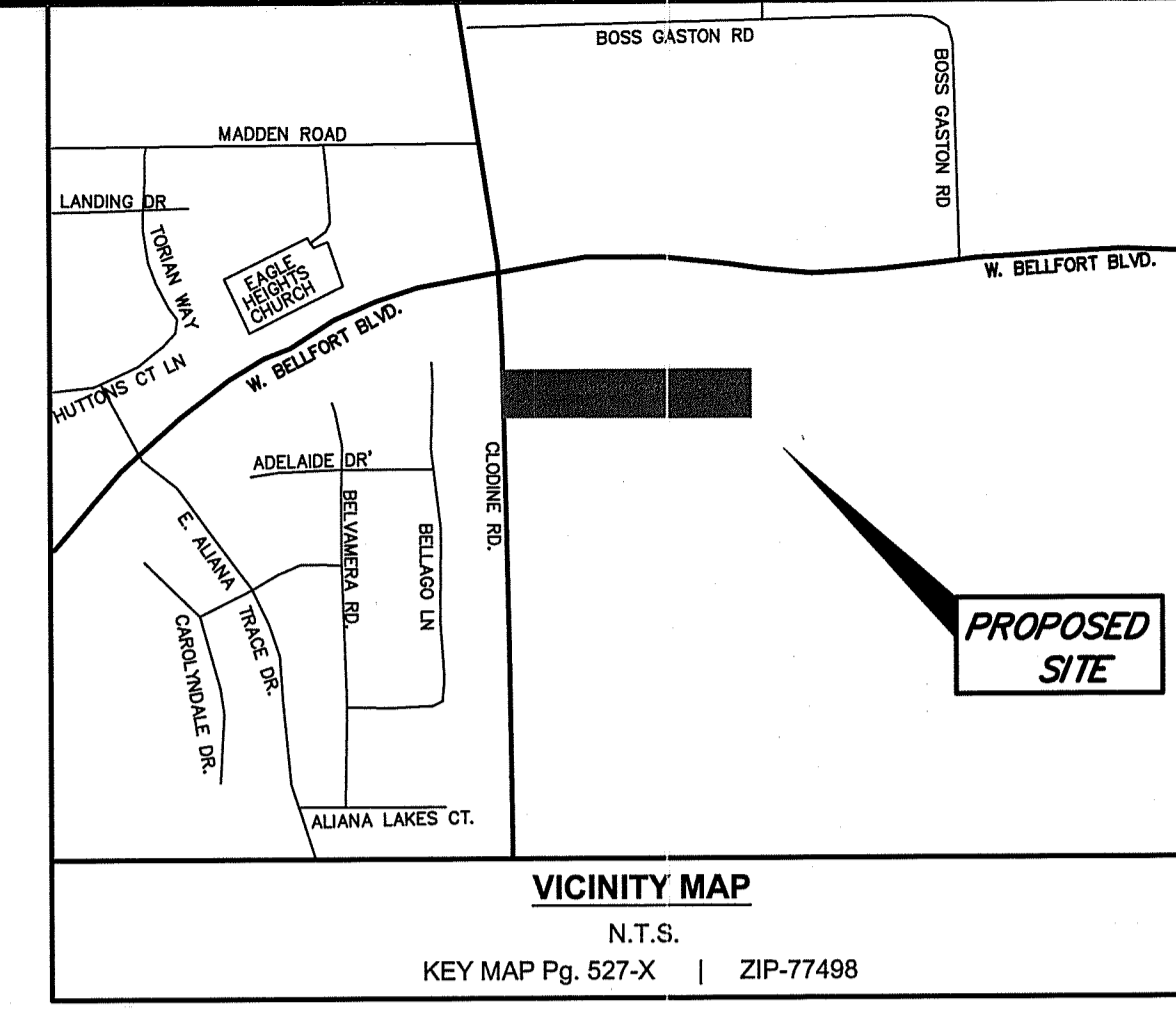 BOSS GASTON RD
BOSS GASTON RD
MADDEN ROAD
LANDING DR
TORIAN WAY
EAGLE
HEIGHTS
CHURCH
W. BELLFORT BLVD.
W. BELLFORT BLVD.
HUTTONS CT LN
ADELAIDE DR'
CLODINE RD.
E. ALIANA
TRACE DR.
BELVAMERA RD.
BELLAGO LN
CAROLYNDALE DR.
PROPOSED
SITE
ALIANA LAKES CT.
VICINITY MAP
N.T.S.
KEY MAP Pg. 527-X | ZIP-77498